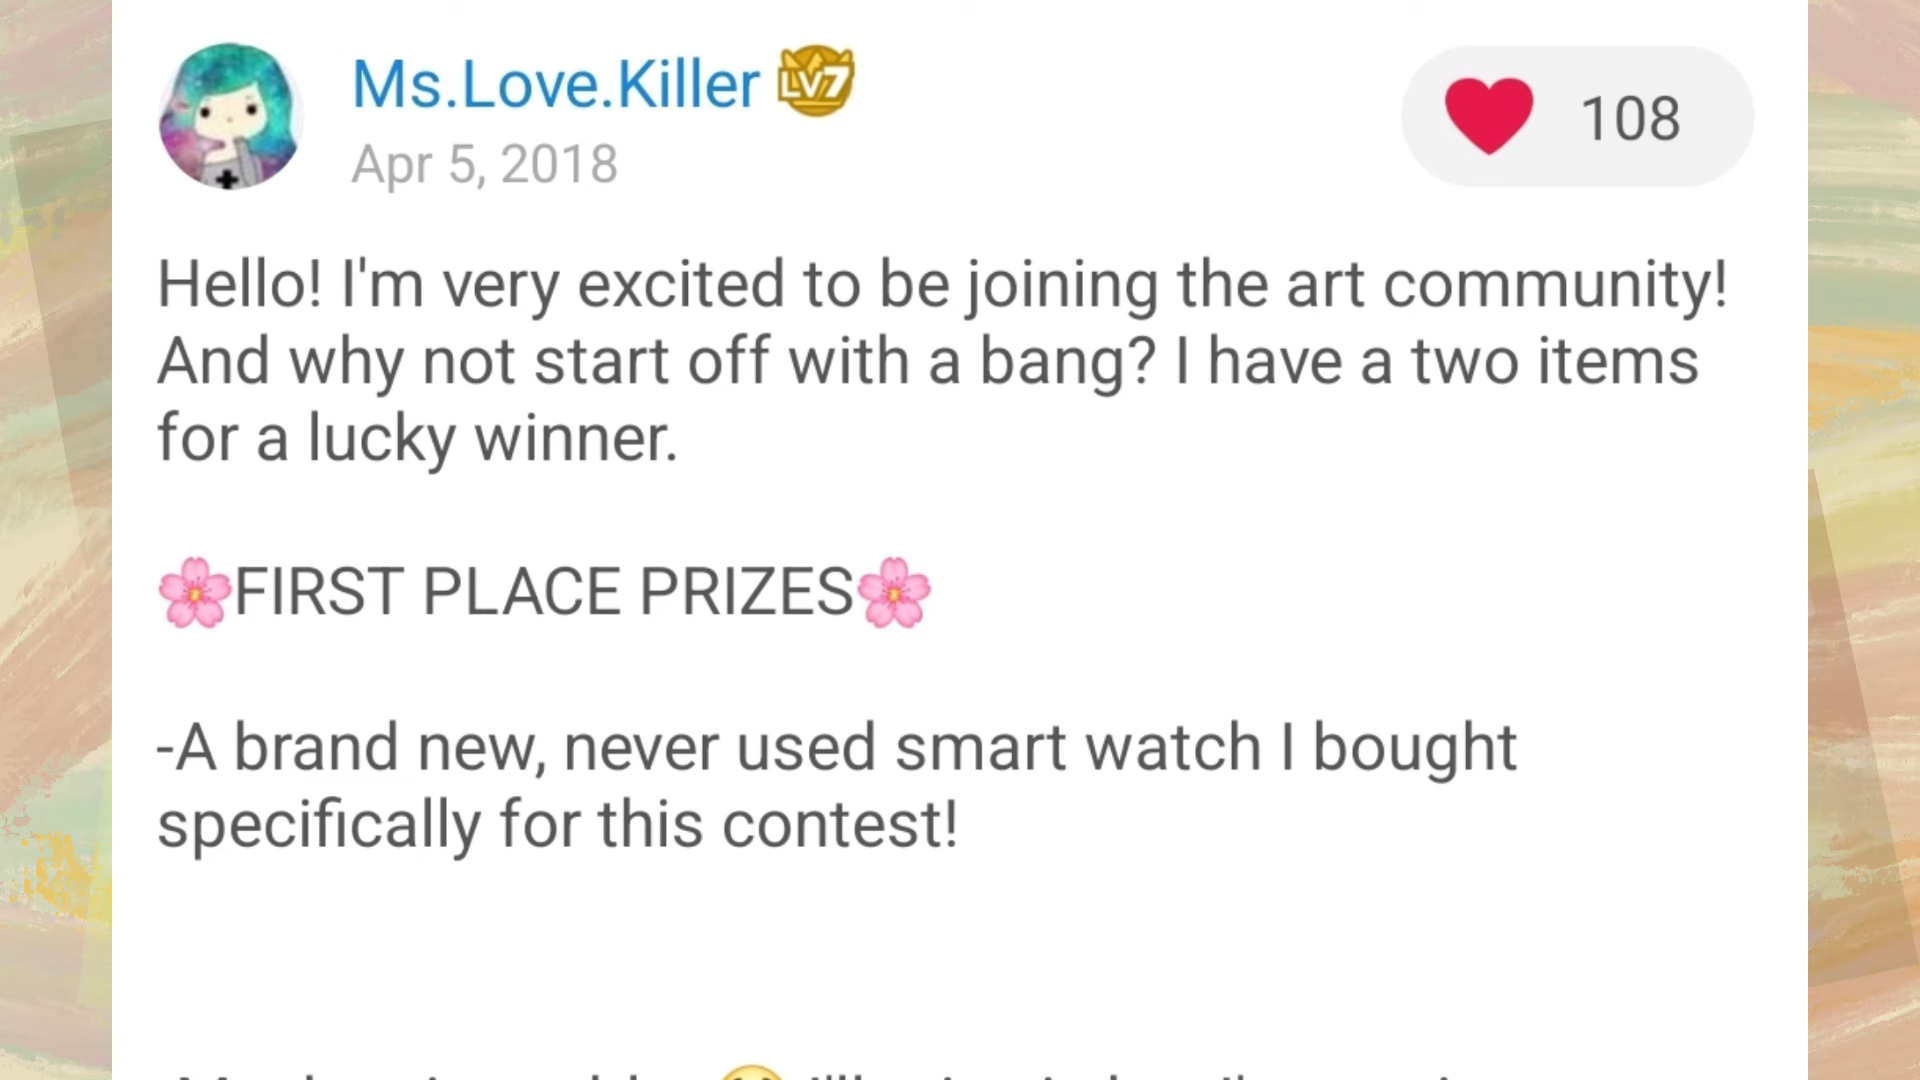 Ms.Love.Killer LV7
Apr 5, 2018
108
Hello! I'm very excited to be joining the art community!
And why not start off with a bang? I have a two items
for a lucky winner.
🌸FIRST PLACE PRIZES🌸
-A brand new, never used smart watch I bought
specifically for this contest!